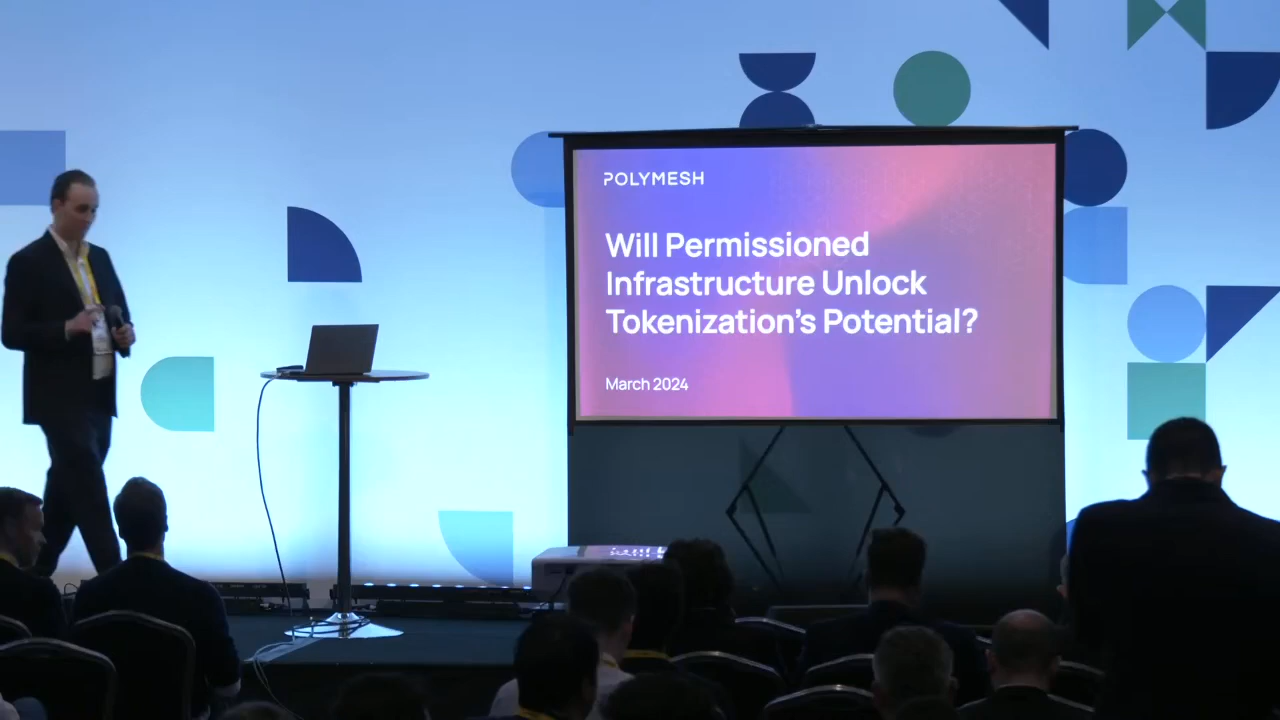 POLYMESH
Will Permissioned
Infrastructure Unlock
Tokenization's Potential?
March 2024